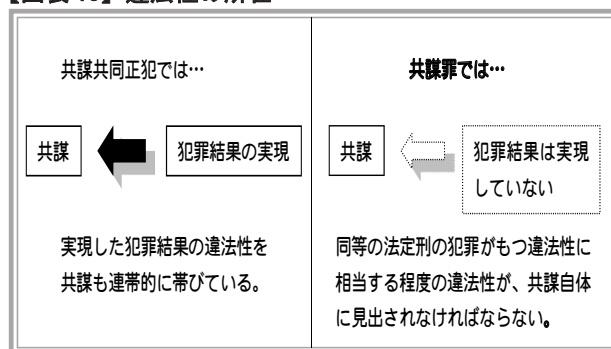 共謀共同正犯では…
共謀
犯罪結果の実現
実現した犯罪結果の違法性を
共謀も連帯的に帯びている。
共謀罪では…
共謀
犯罪結果は実現
していない
同等の法定刑の犯罪がもつ違法性に
相当する程度の違法性が、共謀自体
に見出されなければならない。